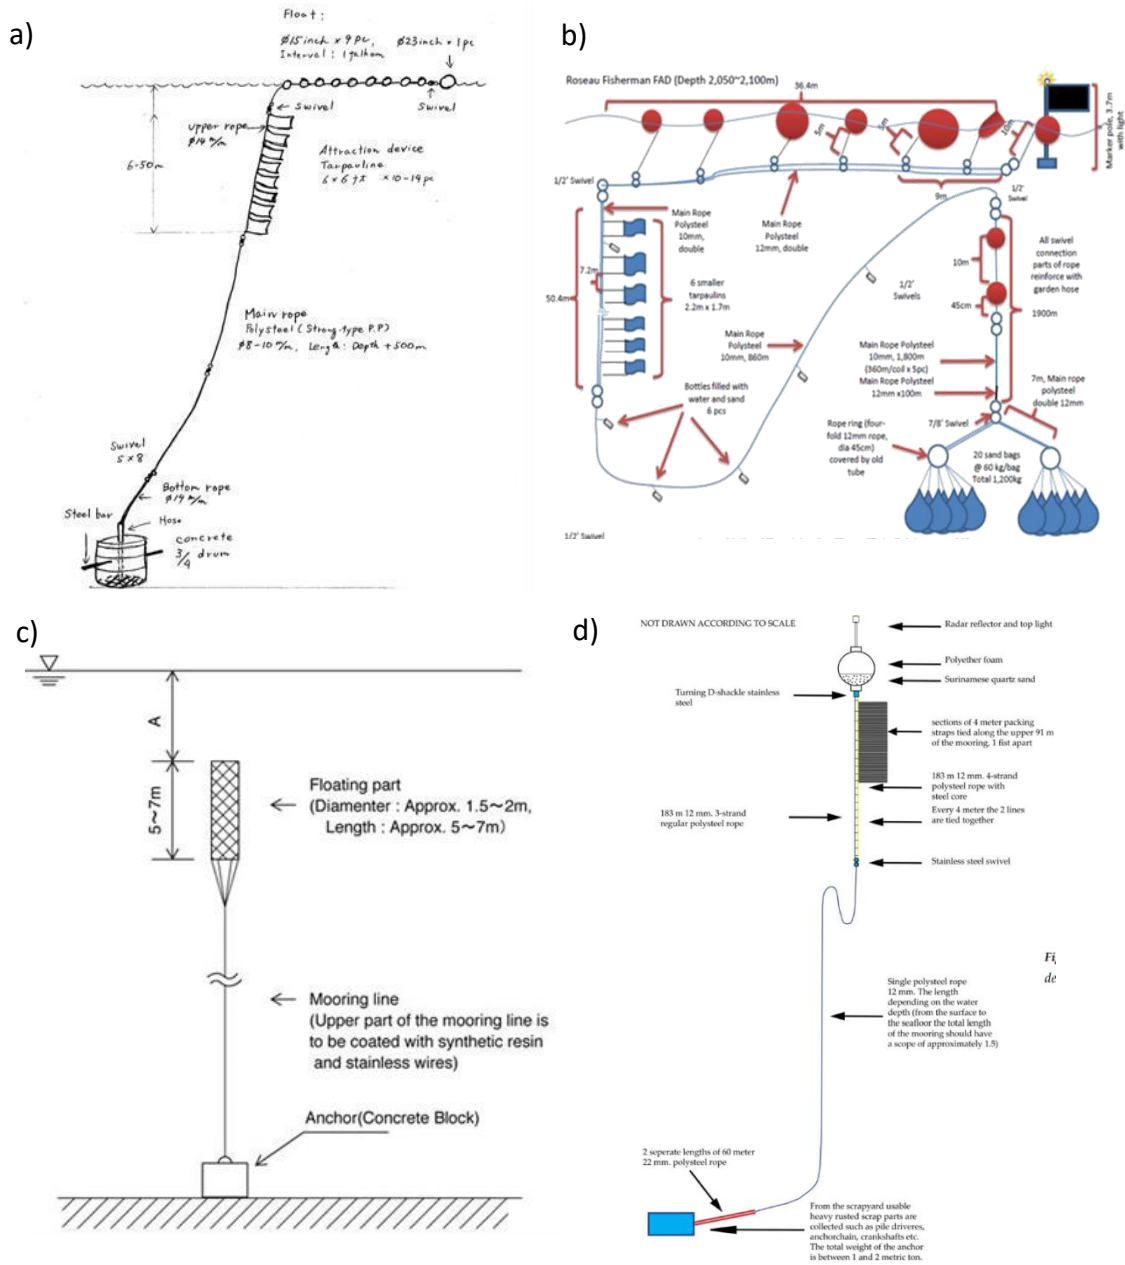 a)
Float:
Ø15inch × 9 pc,
Interval: 1 gathom
Ø23inch × 1pc
Swivel
Swivel
upper rope
Ø14 m/m
6-50m
Attraction device
Tarpauline
6 × 6 ft × 10-14 pc
Main rope
Polysteel (Strong-type P.P)
Ø8-10 m/m, Length: Depth + 500m
Swivel
5 × 8
Bottom rope
Ø14 m/m
Steel bar
Hose
concrete
3/4 drum
b)
Roseau Fisherman FAD (Depth 2,050~2,100m)
36.4m
5m
5m
10m
Marker pole, 3.7m
with light
1/2' Swivel
9m
1/2'
Swivel
Main Rope
Polysteel
10mm,
double
Main Rope
Polysteel
12mm, double
7.2m
50.4m
6 smaller
tarpaulins
2.2m x 1.7m
10m
45cm
1/2'
Swivels
All swivel
connection
parts of rope
reinforce with
garden hose
1900m
Main Rope
Polysteel
10mm, 860m
Main Rope Polysteel
10mm, 1,800m
(360m/coil x 5pc)
Main Rope Polysteel
12mm x100m
Bottles filled with
water and sand
6 pcs
7m, Main rope
polysteel
double 12mm
7/8' Swivel
Rope ring (four-
fold 12mm rope,
dia 45cm)
covered by old
tube
20 sand bags
@ 60 kg/bag
Total 1,200kg
1/2' Swivel
c)
A
5~7m
Floating part
(Diamenter : Approx. 1.5~2m,
Length : Approx. 5~7m)
Mooring line
(Upper part of the mooring line is
to be coated with synthetic resin
and stainless wires)
Anchor(Concrete Block)
d)
NOT DRAWN ACCORDING TO SCALE
Radar reflector and top light
Polyether foam
Surinamese quartz sand
Turning D-shackle stainless
steel
sections of 4 meter packing
straps tied along the upper 91 m
of the mooring, 1 fist apart
183 m 12 mm. 4-strand
polysteel rope with
steel core
183 m 12 mm. 3-strand
regular polysteel rope
Every 4 meter the 2 lines
are tied together
Stainless steel swivel
Fi
de
Single polysteel rope
12 mm. The length
depending on the water
depth (from the surface to
the seafloor the total length
of the mooring should have
a scope of approximately 1.5)
2 seperate lengths of 60 meter
22 mm. polysteel rope
From the scrapyard usable
heavy rusted scrap parts are
collected such as pile driveres,
anchorchain, crankshafts etc.
The total weight of the anchor
is between 1 and 2 metric ton.